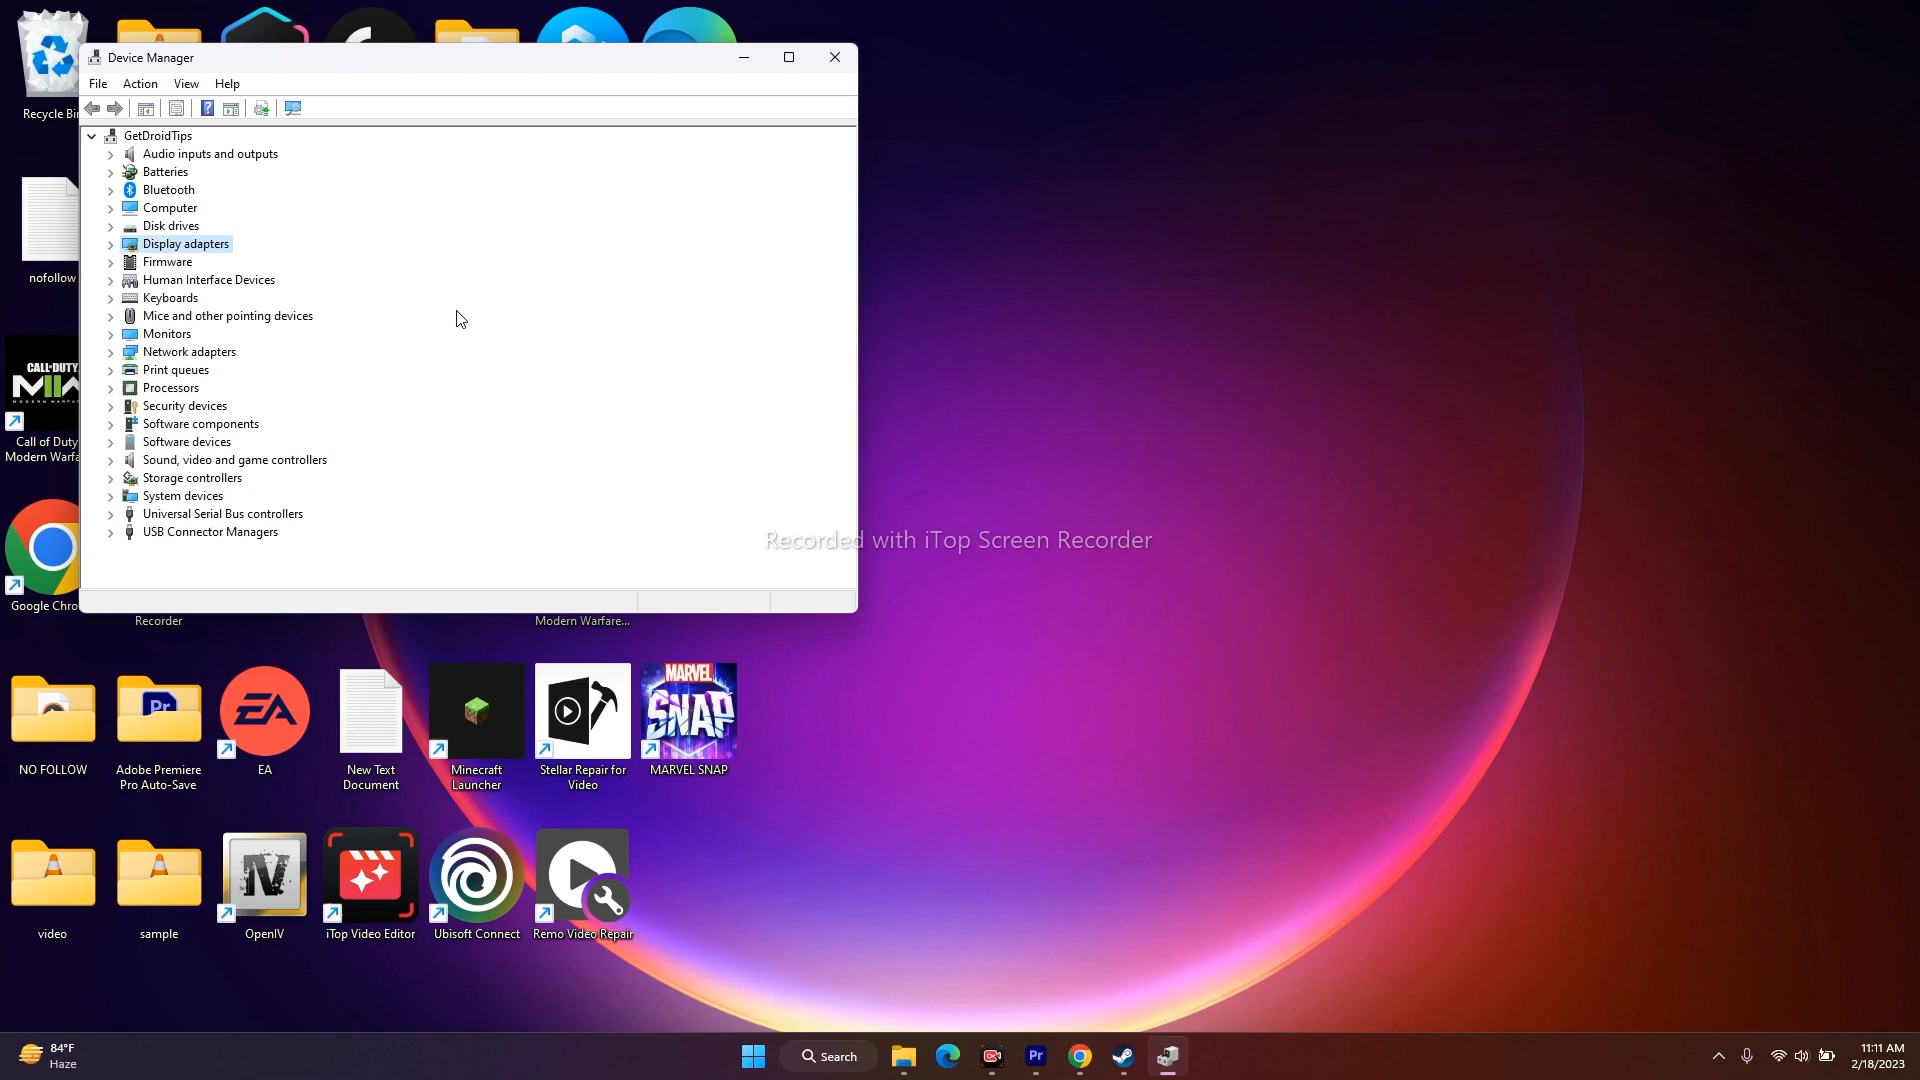 Device Manager
File Action View Help
GetDroidTips
Audio inputs and outputs
Batteries
Bluetooth
Computer
Disk drives
Display adapters
Firmware
Human Interface Devices
Keyboards
Mice and other pointing devices
Monitors
Network adapters
Print queues
Processors
Security devices
Software components
Software devices
Sound, video and game controllers
Storage controllers
System devices
Universal Serial Bus controllers
USB Connector Managers
Recycle Bin
nofollow
CALL OF DUTY
MODERN WARFA
Call of Duty
Modern Warfa
Google Chro
Recorder
Modern Warfare...
Recorded with iTop Screen Recorder
Pr
EA
MARVEL
SNAP
NO FOLLOW
Adobe Premiere
Pro Auto-Save
EA
New Text
Document
Minecraft
Launcher
Stellar Repair for
Video
MARVEL SNAP
IV
video
sample
OpenIV
iTop Video Editor
Ubisoft Connect
Remo Video Repair
84°F
Haze
Search
Pr
11:11 AM
2/18/2023